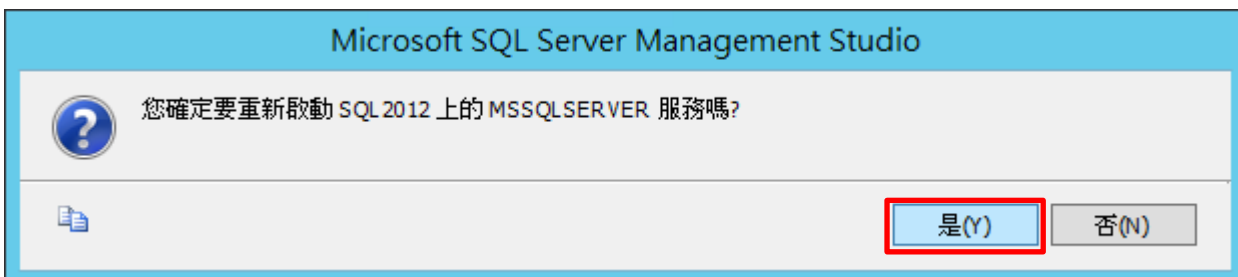 Microsoft SQL Server Management Studio
您確定要重新啟動 SQL2012 上的 MSSQLSERVER 服務嗎?
是(Y) 否(N)